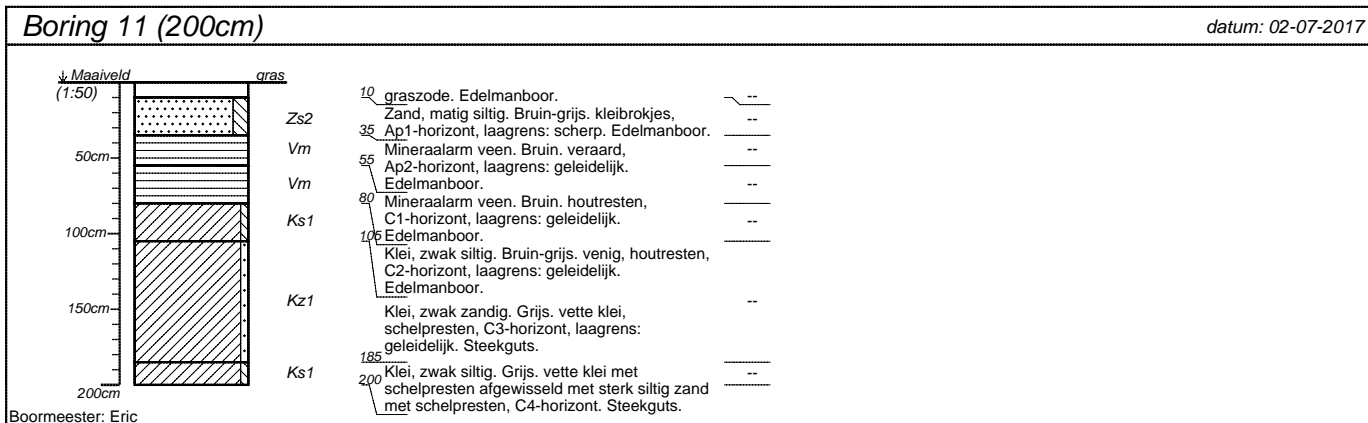 Boring 11 (200cm)
datum: 02-07-2017
Maaiveld
gras
(1:50)
10 graszode. Edelmanboor. --
Zs2
Zand, matig siltig. Bruin-grijs. kleibrokjes, --
35 Ap1-horizont, laagrens: scherp. Edelmanboor.
50cm
Vm
Mineraalarm veen. Bruin. veraard, --
55 Ap2-horizont, laagrens: geleidelijk.
Vm
Edelmanboor. --
80 Mineraalarm veen. Bruin. houtresten,
Ks1
C1-horizont, laagrens: geleidelijk. --
100cm
105 Edelmanboor.
Klei, zwak siltig. Bruin-grijs. venig, houtresten,
C2-horizont, laagrens: geleidelijk.
Edelmanboor.
150cm
Kz1
--
Klei, zwak zandig. Grijs. vette klei,
schelpresten, C3-horizont, laagrens:
geleidelijk. Steekguts.
185
Ks1
Klei, zwak siltig. Grijs. vette klei met --
200 schelpresten afgewisseld met sterk siltig zand
200cm
met schelpresten, C4-horizont. Steekguts.
Boormeester: Eric